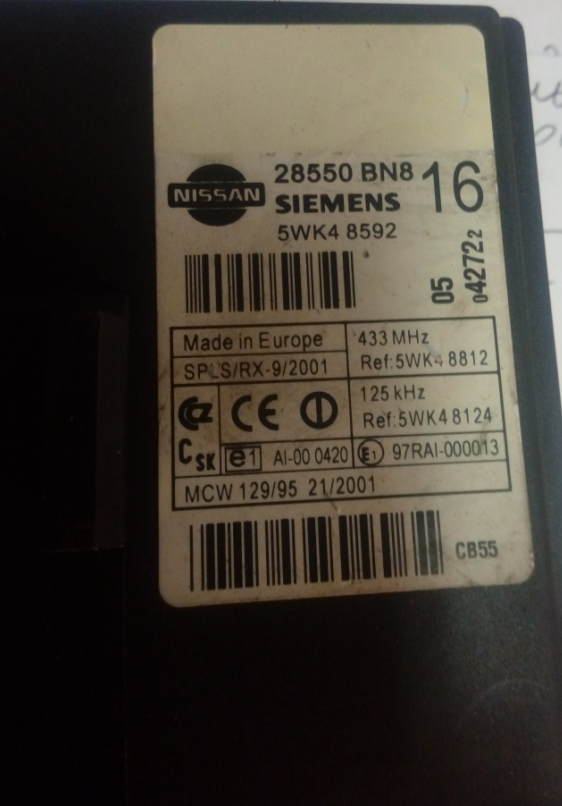 NISSAN
28550 BN8 16
SIEMENS
5WK4 8592
05
042722
Made in Europe
433 MHz
SPLS/RX-9/2001
Ref:5WK4 8812
125 kHz
CE
Ref:5WK4 8124
CSK
e1 AI-00 0420
E1 97RAI-000013
MCW 129/95 21/2001
CB55